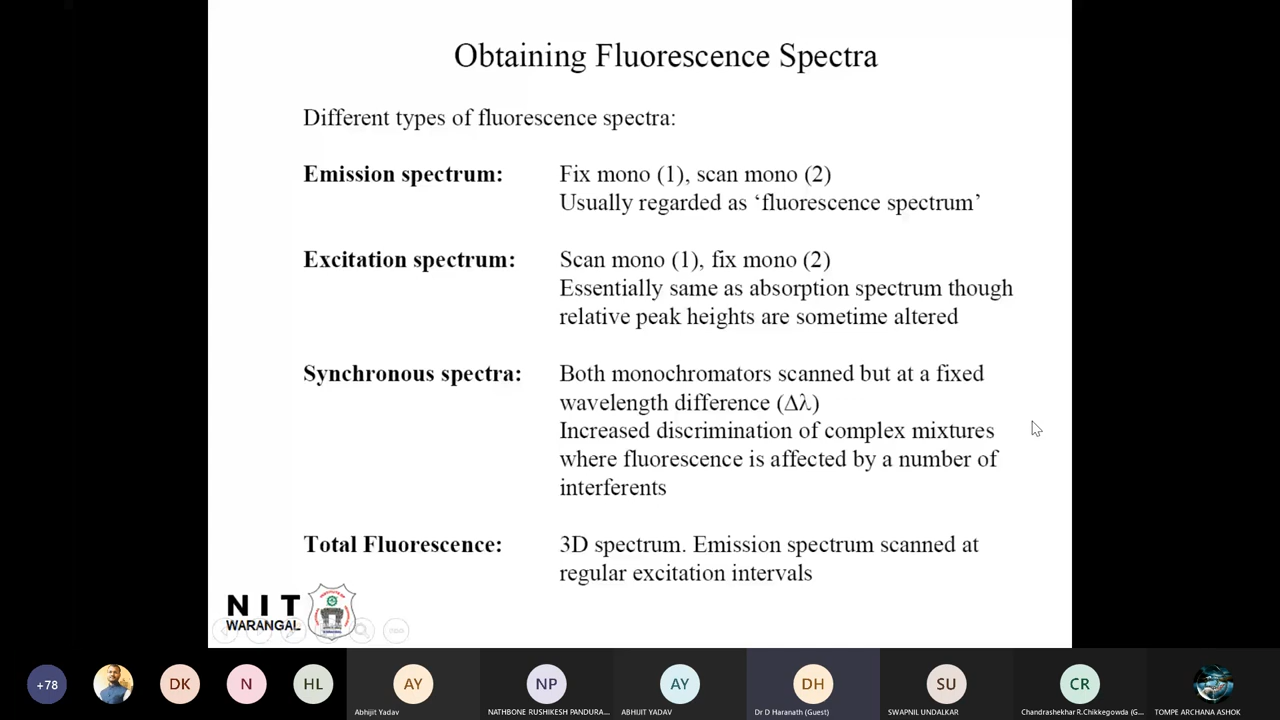 Obtaining Fluorescence Spectra
Different types of fluorescence spectra:
Emission spectrum: Fix mono (1), scan mono (2)
Usually regarded as ‘fluorescence spectrum’
Excitation spectrum: Scan mono (1), fix mono (2)
Essentially same as absorption spectrum though
relative peak heights are sometime altered
Synchronous spectra: Both monochromators scanned but at a fixed
wavelength difference (Δλ)
Increased discrimination of complex mixtures
where fluorescence is affected by a number of
interferents
Total Fluorescence: 3D spectrum. Emission spectrum scanned at
regular excitation intervals
NIT
WARANGAL
+78 DK N HL AY NP AY DH SU CR
Abhijit Yadav NATHBONE RUSHIKESH PANDURA... ABHIJIT YADAV Dr D Haranath (Guest) SWAPNIL UNDALKAR Chandrashekhar R.Chikkegowda (G... TOMPE ARCHANA ASHOK